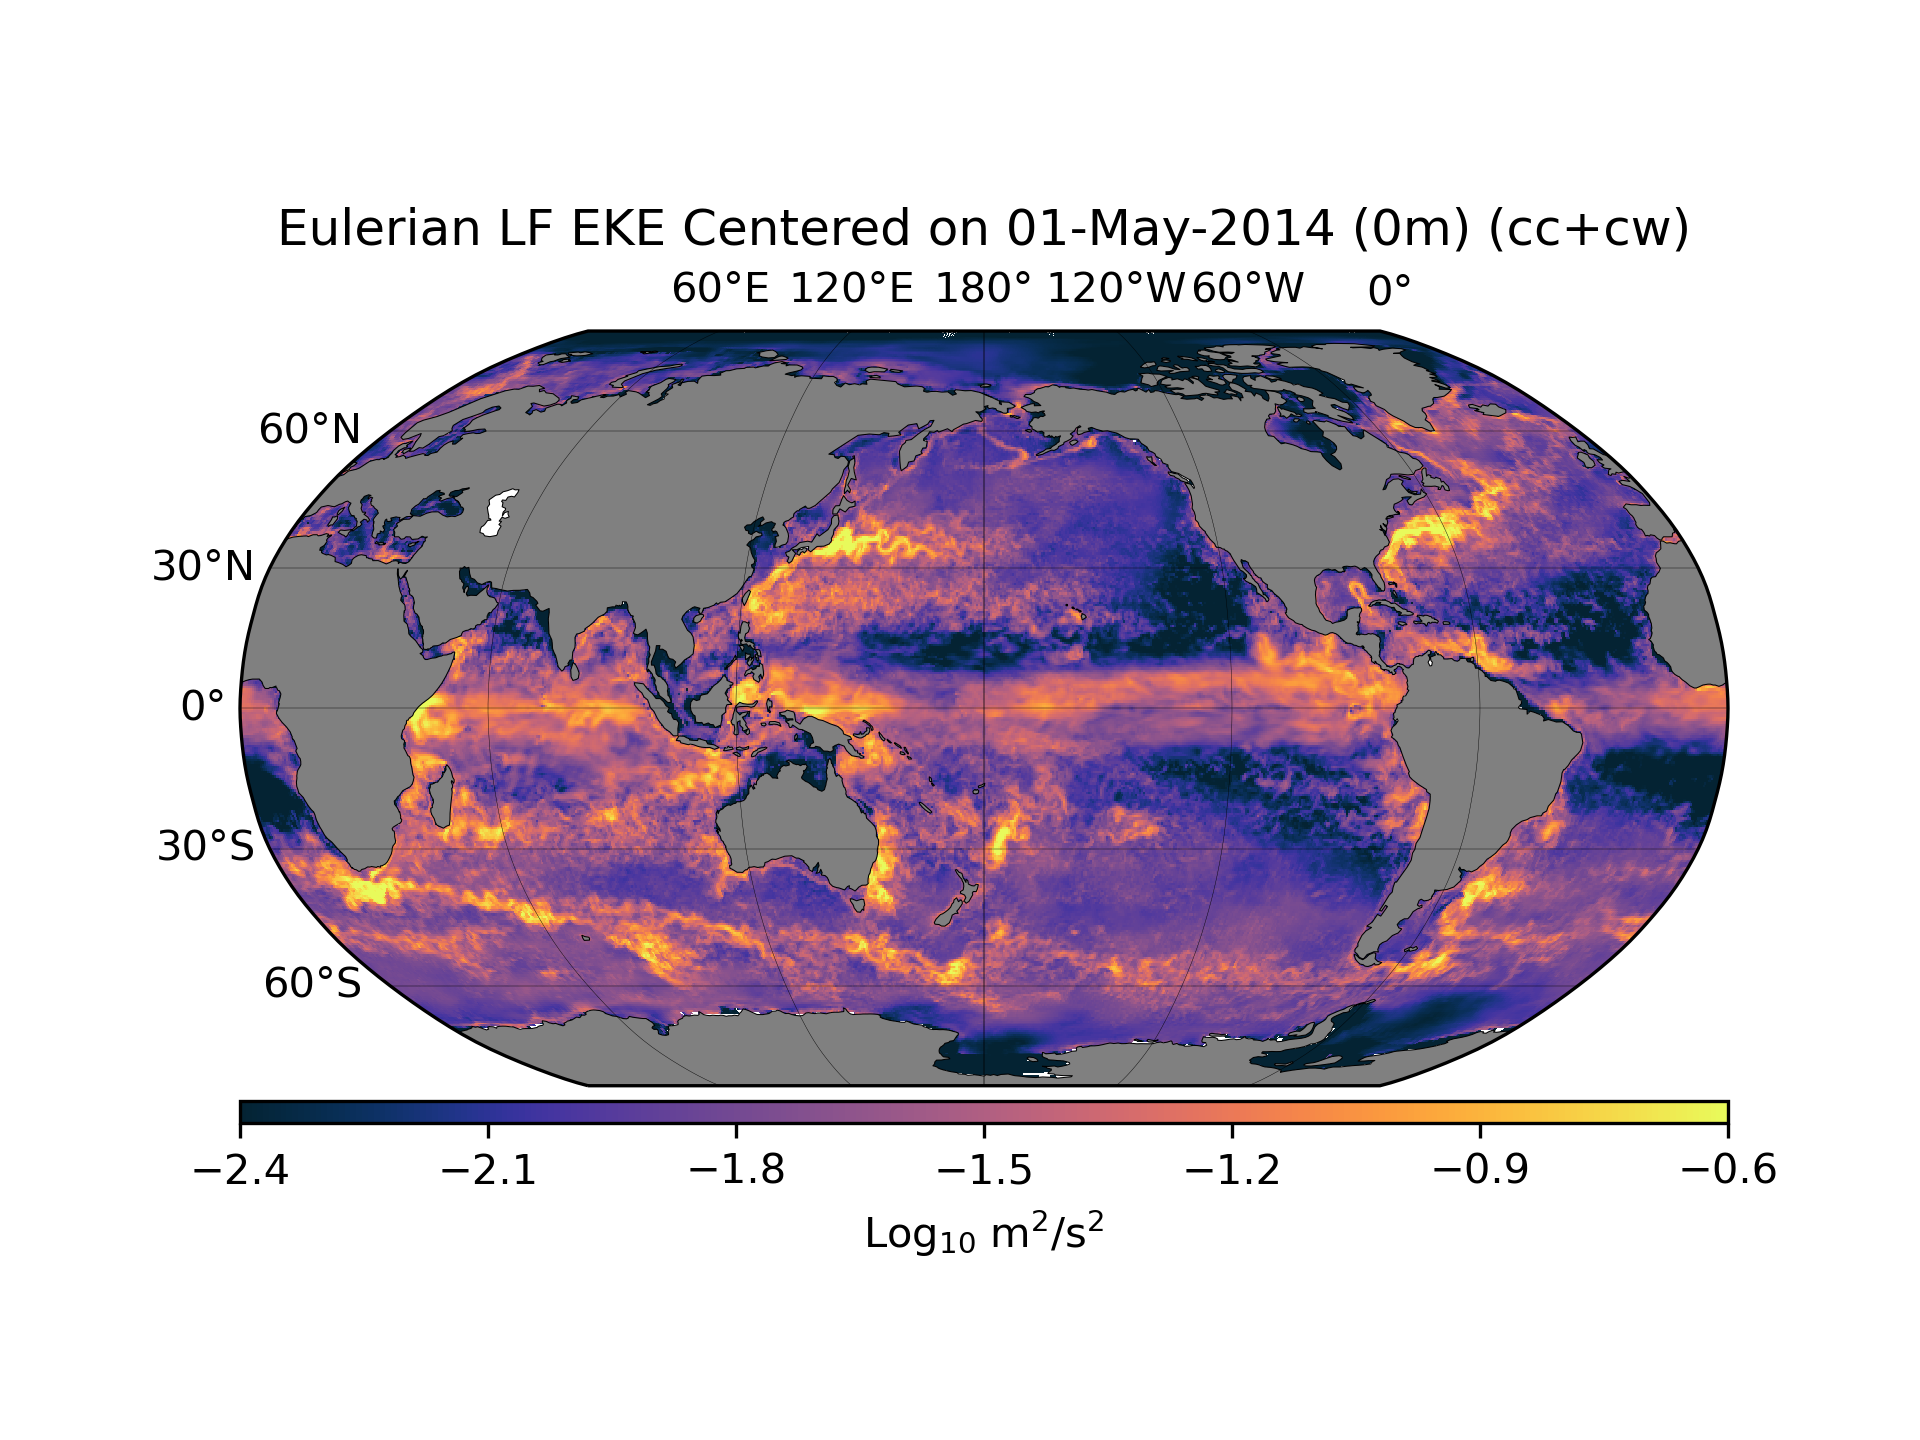 Eulerian LF EKE Centered on 01-May-2014 (0m) (cc+cw)
60°E 120°E 180° 120°W 60°W 0°
60°N
30°N
0°
30°S
60°S
−2.4 −2.1 −1.8 −1.5 −1.2 −0.9 −0.6
Log₁₀ m²/s²